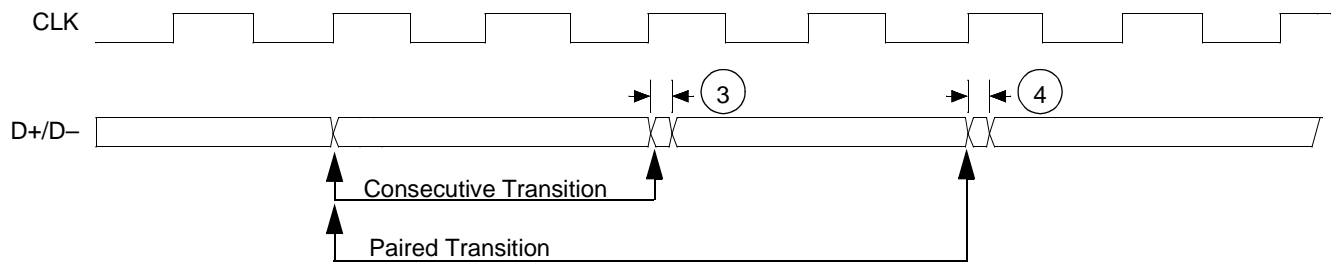 CLK
3
4
D+/D–
Consecutive Transition
Paired Transition